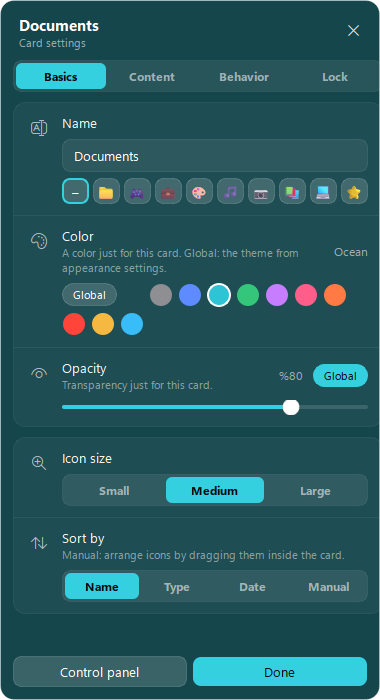 Documents
Card settings
Basics Content Behavior Lock
Name
Documents
–
Color
A color just for this card. Global: the theme from
appearance settings.
Ocean
Global
Opacity
Transparency just for this card.
%80 Global
Icon size
Small Medium Large
Sort by
Manual: arrange icons by dragging them inside the card.
Name Type Date Manual
Control panel Done